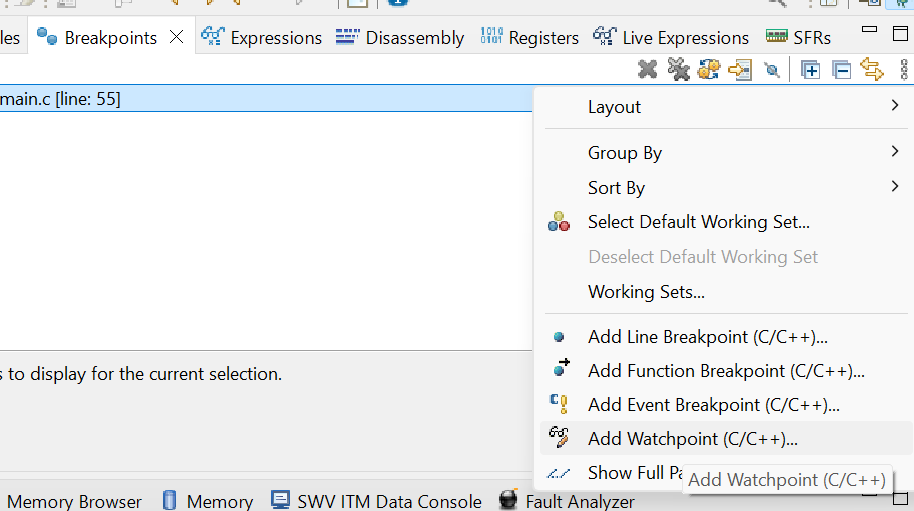 les Breakpoints Expressions Disassembly Registers Live Expressions SFRs
main.c [line: 55]
Layout
Group By
Sort By
Select Default Working Set...
Deselect Default Working Set
Working Sets...
s to display for the current selection.
Add Line Breakpoint (C/C++)...
Add Function Breakpoint (C/C++)...
Add Event Breakpoint (C/C++)...
Add Watchpoint (C/C++)...
Show Full Pa
Add Watchpoint (C/C++)
Memory Browser Memory SWV ITM Data Console Fault Analyzer